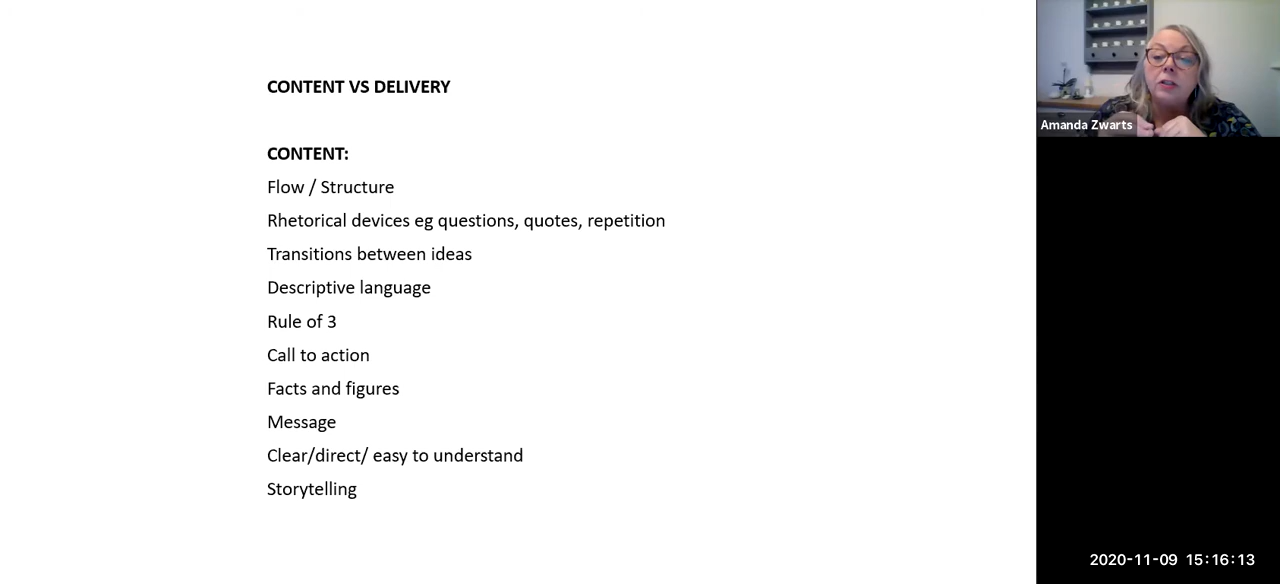 CONTENT VS DELIVERY
CONTENT:
Flow / Structure
Rhetorical devices eg questions, quotes, repetition
Transitions between ideas
Descriptive language
Rule of 3
Call to action
Facts and figures
Message
Clear/direct/ easy to understand
Storytelling
Amanda Zwarts
2020-11-09 15:16:13